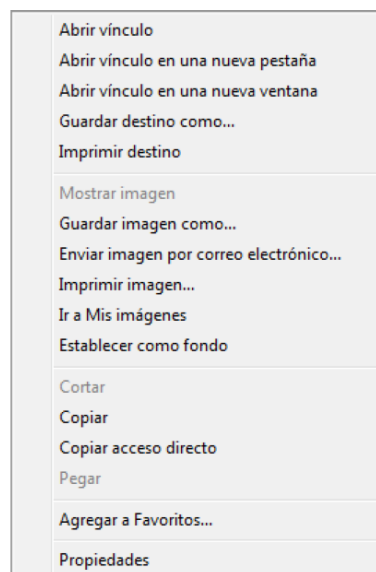 Abrir vínculo
Abrir vínculo en una nueva pestaña
Abrir vínculo en una nueva ventana
Guardar destino como...
Imprimir destino
Mostrar imagen
Guardar imagen como...
Enviar imagen por correo electrónico...
Imprimir imagen...
Ir a Mis imágenes
Establecer como fondo
Cortar
Copiar
Copiar acceso directo
Pegar
Agregar a Favoritos...
Propiedades